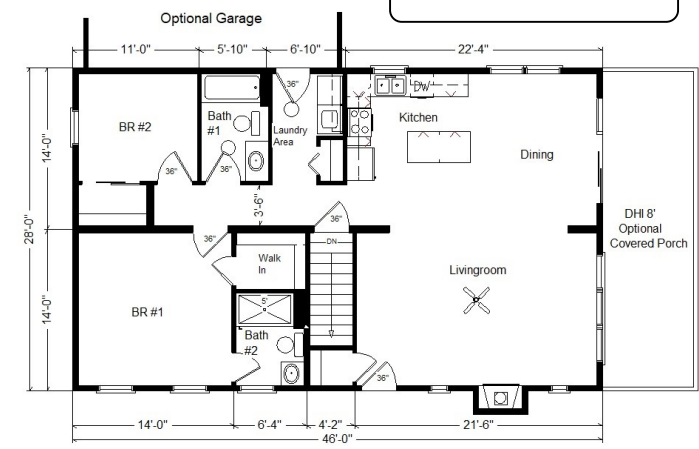 Optional Garage
11'-0"
5'-10"
6'-10"
22'-4"
36"
DW
Bath
#1
Kitchen
BR #2
Laundry
Area
14'-0"
Dining
36"
36"
3'-6"
28'-0"
36"
DHI 8'
Optional
Covered Porch
36"
DN
Walk
In
Livingroom
14'-0"
5'
BR #1
Bath
#2
36"
14'-0"
6'-4"
4'-2"
21'-6"
46'-0"